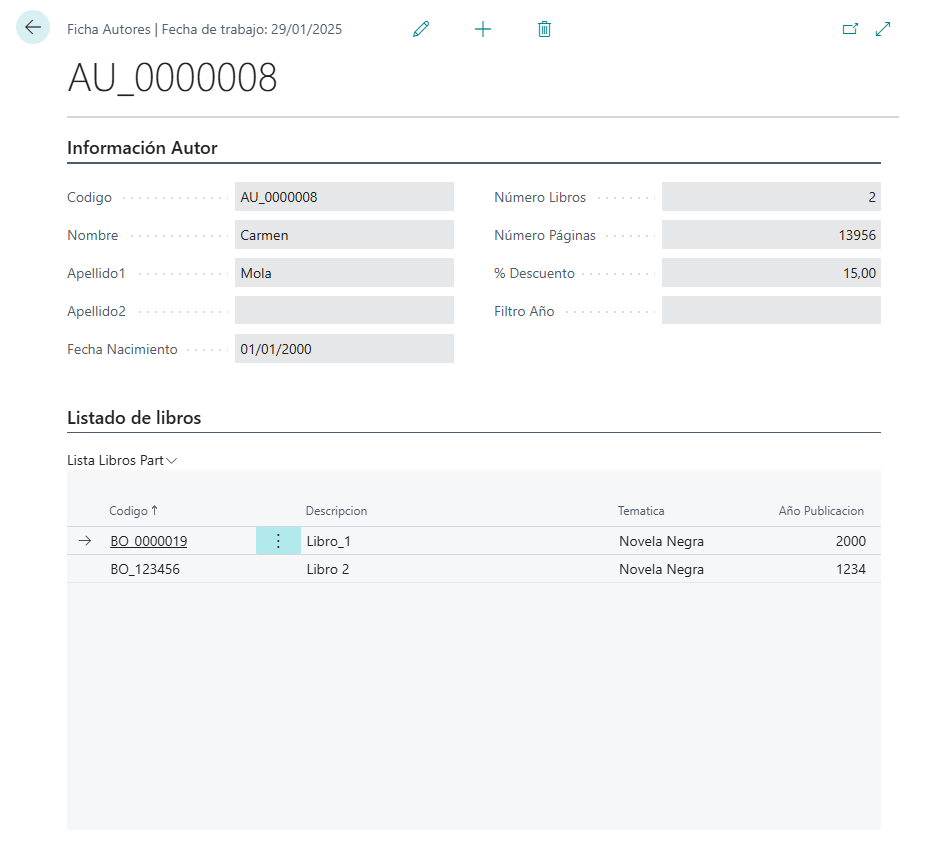 Ficha Autores | Fecha de trabajo: 29/01/2025
AU_0000008
Información Autor
Codigo AU_0000008 Número Libros 2
Nombre Carmen Número Páginas 13956
Apellido1 Mola % Descuento 15,00
Apellido2 Filtro Año
Fecha Nacimiento 01/01/2000
Listado de libros
Lista Libros Part
Codigo ↑ Descripcion Tematica Año Publicacion
BO_0000019 Libro_1 Novela Negra 2000
BO_123456 Libro 2 Novela Negra 1234